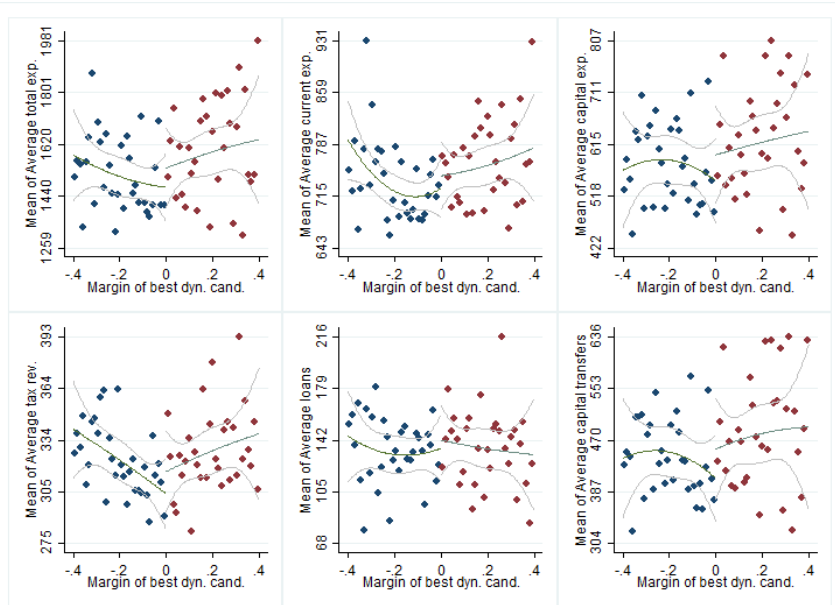 Mean of Average total exp.
1981
1801
1620
1440
1259
-.4 -.2 0 .2 .4
Margin of best dyn. cand.
Mean of Average current exp.
931
859
787
715
643
-.4 -.2 0 .2 .4
Margin of best dyn. cand.
Mean of Average capital exp.
807
711
615
518
422
-.4 -.2 0 .2 .4
Margin of best dyn. cand.
Mean of Average tax rev.
393
364
334
305
275
-.4 -.2 0 .2 .4
Margin of best dyn. cand.
Mean of Average loans
216
179
142
105
68
-.4 -.2 0 .2 .4
Margin of best dyn. cand.
Mean of Average capital transfers
636
553
470
387
304
-.4 -.2 0 .2 .4
Margin of best dyn. cand.